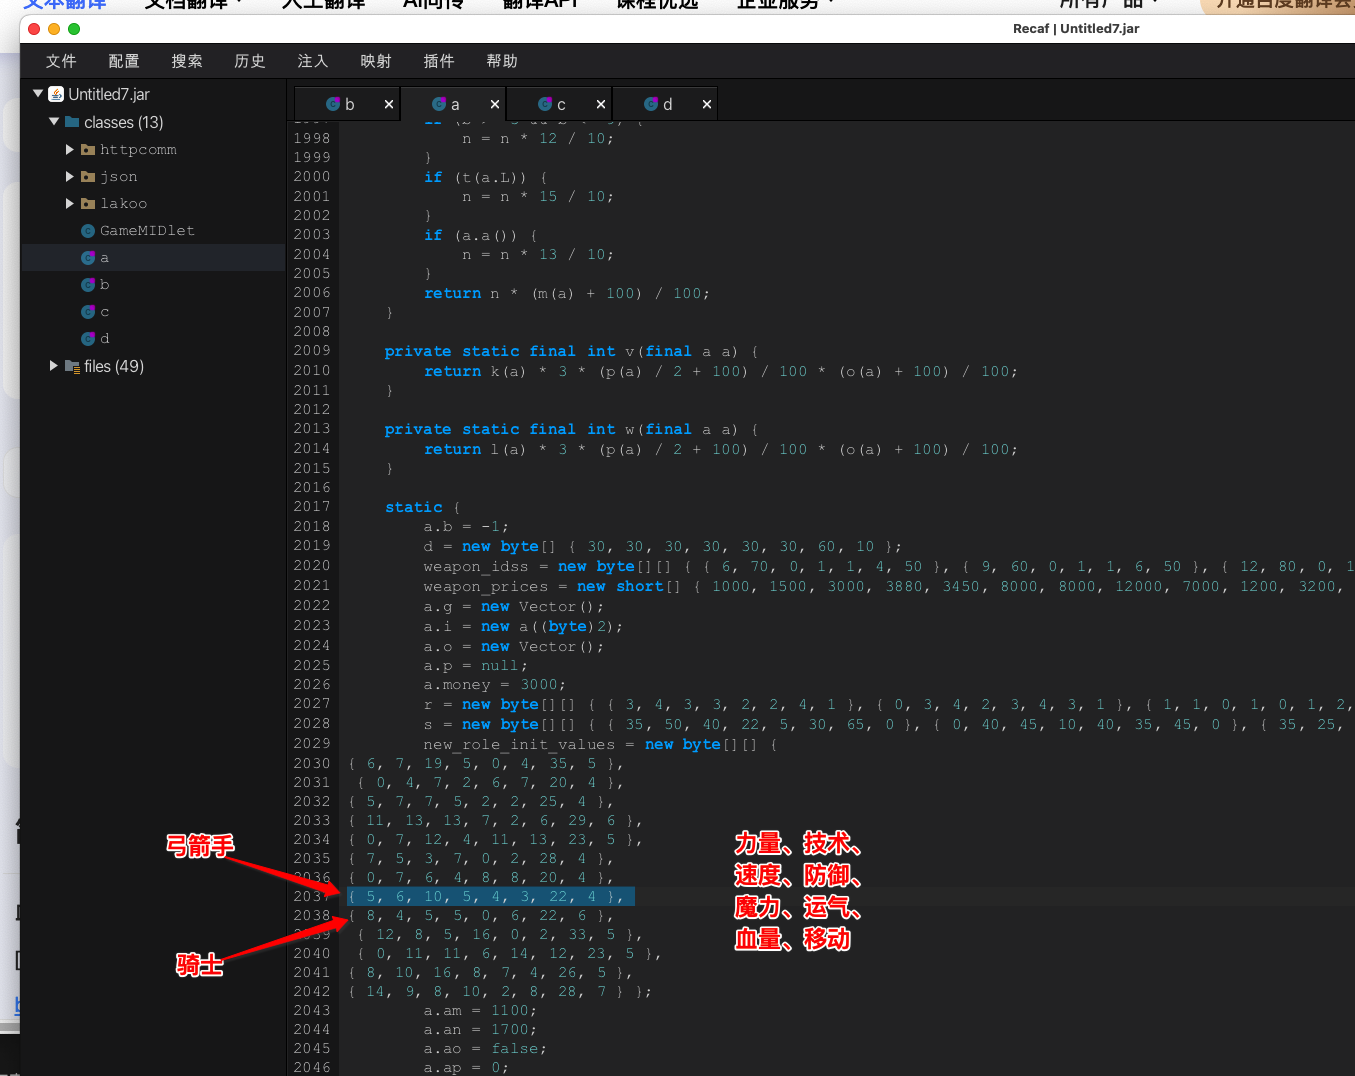 文本翻译 文档翻译 人工翻译 AI同传 翻译API 课程优选 企业服务 所有产品 开通百度翻译会
Recaf | Untitled7.jar
文件 配置 搜索 历史 注入 映射 插件 帮助
Untitled7.jar
classes (13)
httpcomm
json
lakoo
GameMIDlet
a
b
c
d
files (49)
b × a × c × d ×
1998 n = n * 12 / 10;
1999 }
2000 if (t(a.L)) {
2001 n = n * 15 / 10;
2002 }
2003 if (a.a()) {
2004 n = n * 13 / 10;
2005 }
2006 return n * (m(a) + 100) / 100;
2007 }
2008
2009 private static final int v(final a a) {
2010 return k(a) * 3 * (p(a) / 2 + 100) / 100 * (o(a) + 100) / 100;
2011 }
2012
2013 private static final int w(final a a) {
2014 return l(a) * 3 * (p(a) / 2 + 100) / 100 * (o(a) + 100) / 100;
2015 }
2016
2017 static {
2018 a.b = -1;
2019 d = new byte[] { 30, 30, 30, 30, 30, 30, 60, 10 };
2020 weapon_idss = new byte[][] { { 6, 70, 0, 1, 1, 4, 50 }, { 9, 60, 0, 1, 1, 6, 50 }, { 12, 80, 0, 1
2021 weapon_prices = new short[] { 1000, 1500, 3000, 3880, 3450, 8000, 8000, 12000, 7000, 1200, 3200,
2022 a.g = new Vector();
2023 a.i = new a((byte)2);
2024 a.o = new Vector();
2025 a.p = null;
2026 a.money = 3000;
2027 r = new byte[][] { { 3, 4, 3, 3, 2, 2, 4, 1 }, { 0, 3, 4, 2, 3, 4, 3, 1 }, { 1, 1, 0, 1, 0, 1, 2,
2028 s = new byte[][] { { 35, 50, 40, 22, 5, 30, 65, 0 }, { 0, 40, 45, 10, 40, 35, 45, 0 }, { 35, 25,
2029 new_role_init_values = new byte[][] {
2030 { 6, 7, 19, 5, 0, 4, 35, 5 },
2031 { 0, 4, 7, 2, 6, 7, 20, 4 },
2032 { 5, 7, 7, 5, 2, 2, 25, 4 },
2033 { 11, 13, 13, 7, 2, 6, 29, 6 },
2034 { 0, 7, 12, 4, 11, 13, 23, 5 },
2035 { 7, 5, 3, 7, 0, 2, 28, 4 },
2036 { 0, 7, 6, 4, 8, 8, 20, 4 },
2037 { 5, 6, 10, 5, 4, 3, 22, 4 },
2038 { 8, 4, 5, 5, 0, 6, 22, 6 },
2039 { 12, 8, 5, 16, 0, 2, 33, 5 },
2040 { 0, 11, 11, 6, 14, 12, 23, 5 },
2041 { 8, 10, 16, 8, 7, 4, 26, 5 },
2042 { 14, 9, 8, 10, 2, 8, 28, 7 } };
2043 a.am = 1100;
2044 a.an = 1700;
2045 a.ao = false;
2046 a.ap = 0;
弓箭手
骑士
力量、技术、
速度、防御、
魔力、运气、
血量、移动